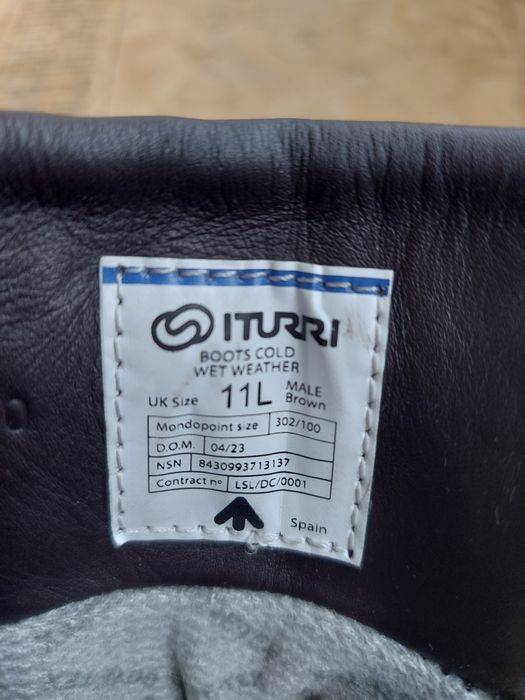 ITURRI
BOOTS COLD
WET WEATHER
UK Size 11L MALE Brown
Mondopoint size 302/100
D.O.M. 04/23
NSN 8430993713137
Contract nº LSL/DC/0001
Spain